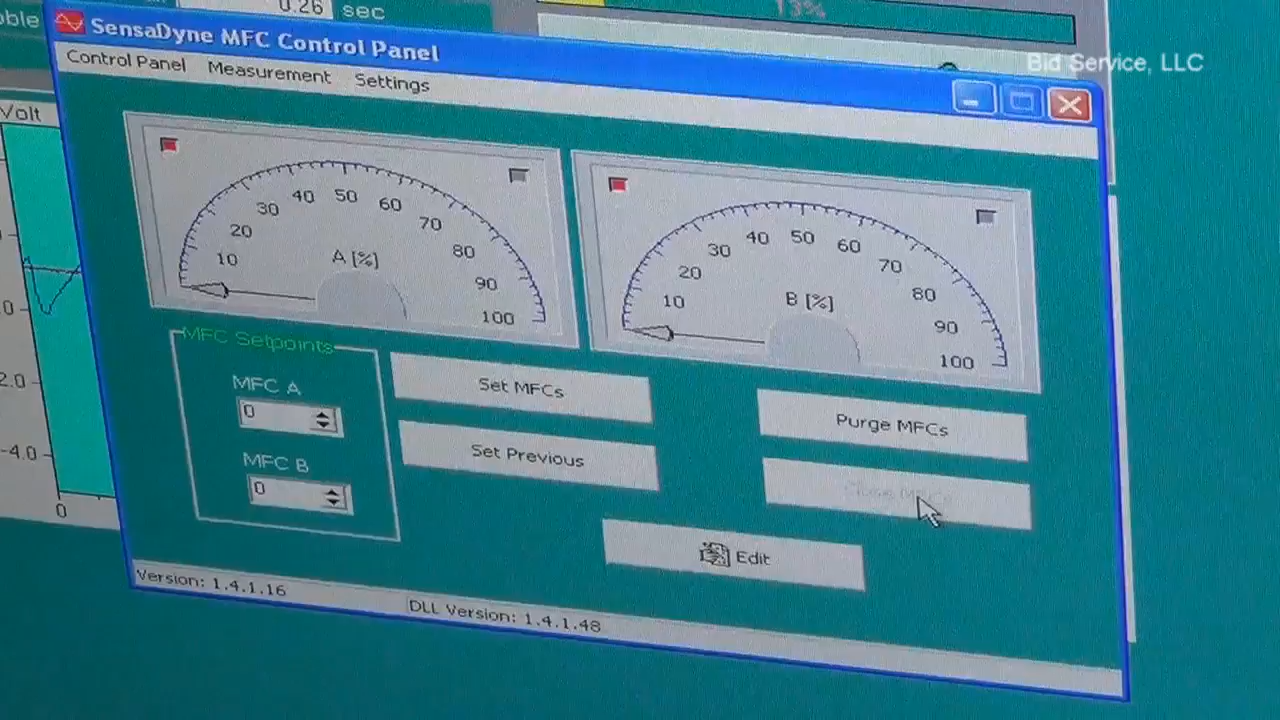 0.26 sec
13%
SensaDyne MFC Control Panel
Bid Service, LLC
Control Panel Measurement Settings
Volt
40 50 60
30 70
20 80
10 90
100
A [%]
40 50 60
30 70
20 80
10 90
100
B [%]
MFC Setpoints
MFC A
0
MFC B
0
Set MFCs
Set Previous
Purge MFCs
Close MFCs
Edit
-4.0
0
Version: 1.4.1.16
DLL Version: 1.4.1.48